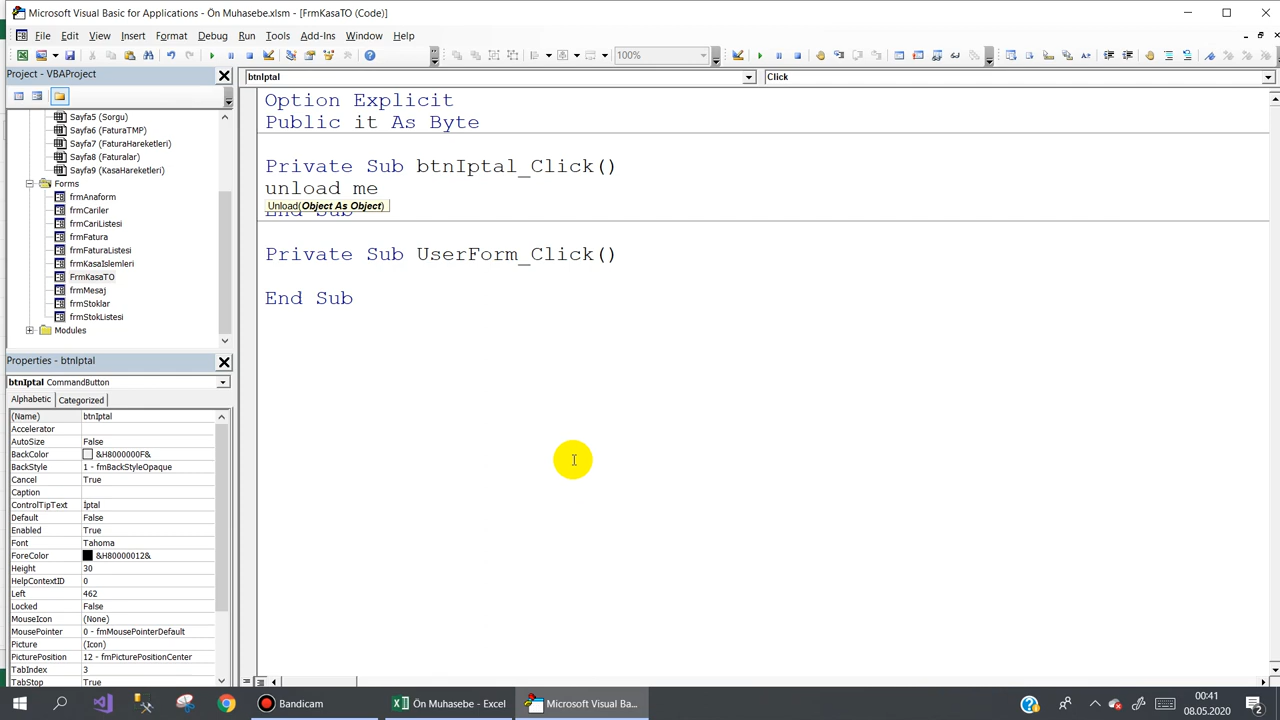 Microsoft Visual Basic for Applications - Ön Muhasebe.xlsm - [FrmKasaTO (Code)]
File Edit View Insert Format Debug Run Tools Add-Ins Window Help
100%
Project - VBAProject
btnIptal
Click
Sayfa5 (Sorgu)
Sayfa6 (FaturaTMP)
Sayfa7 (FaturaHareketleri)
Sayfa8 (Faturalar)
Sayfa9 (KasaHareketleri)
Forms
frmAnaform
frmCariler
frmCariListesi
frmFatura
frmFaturaListesi
frmKasaIslemleri
FrmKasaTO
frmMesaj
frmStoklar
frmStokListesi
Modules
Option Explicit
Public it As Byte
Private Sub btnIptal_Click()
unload me
Unload(Object As Object)
End Sub
Private Sub UserForm_Click()
End Sub
Properties - btnIptal
btnIptal CommandButton
Alphabetic Categorized
(Name) btnIptal
Accelerator
AutoSize False
BackColor &H8000000F&
BackStyle 1 - fmBackStyleOpaque
Cancel True
Caption
ControlTipText İptal
Default False
Enabled True
Font Tahoma
ForeColor &H80000012&
Height 30
HelpContextID 0
Left 462
Locked False
MouseIcon (None)
MousePointer 0 - fmMousePointerDefault
Picture (Icon)
PicturePosition 12 - fmPicturePositionCenter
TabIndex 3
TabStop True
Bandicam
Ön Muhasebe - Excel
Microsoft Visual Ba...
00:41
08.05.2020
2